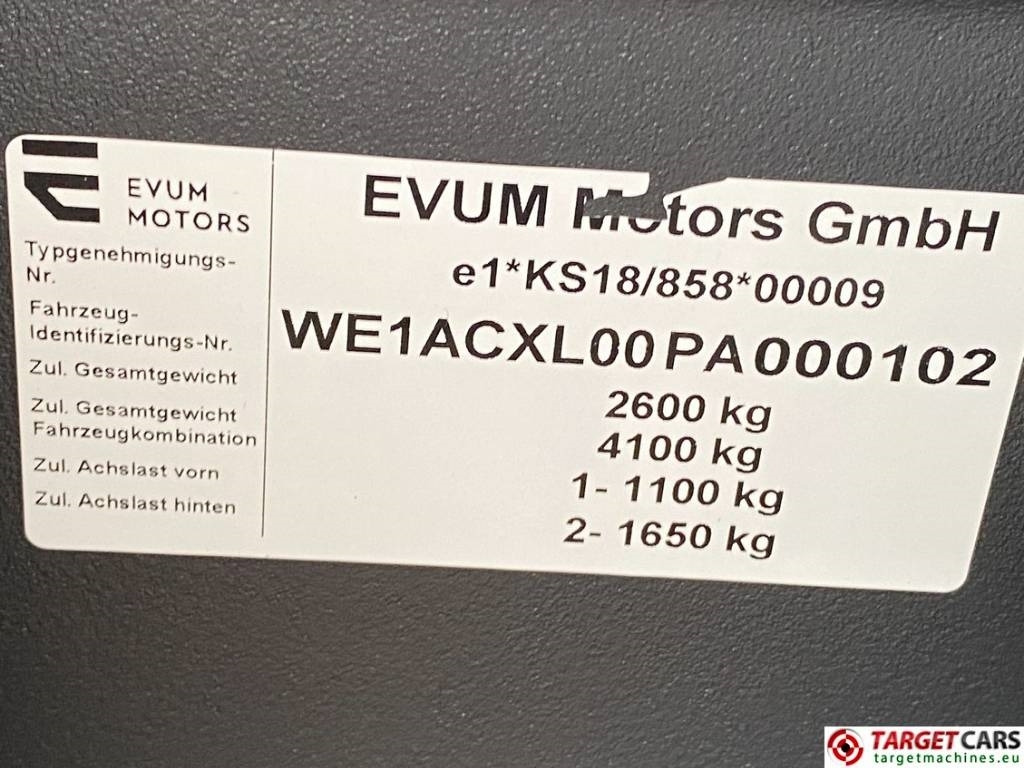 EVUM
MOTORS
EVUM Motors GmbH
Typgenehmigungs-
Nr.
e1*KS18/858*00009
Fahrzeug-
Identifizierungs-Nr.
WE1ACXL00PA000102
Zul. Gesamtgewicht
2600 kg
Zul. Gesamtgewicht
Fahrzeugkombination
4100 kg
Zul. Achslast vorn
1- 1100 kg
Zul. Achslast hinten
2- 1650 kg
TARGETCARS
targetmachines.eu